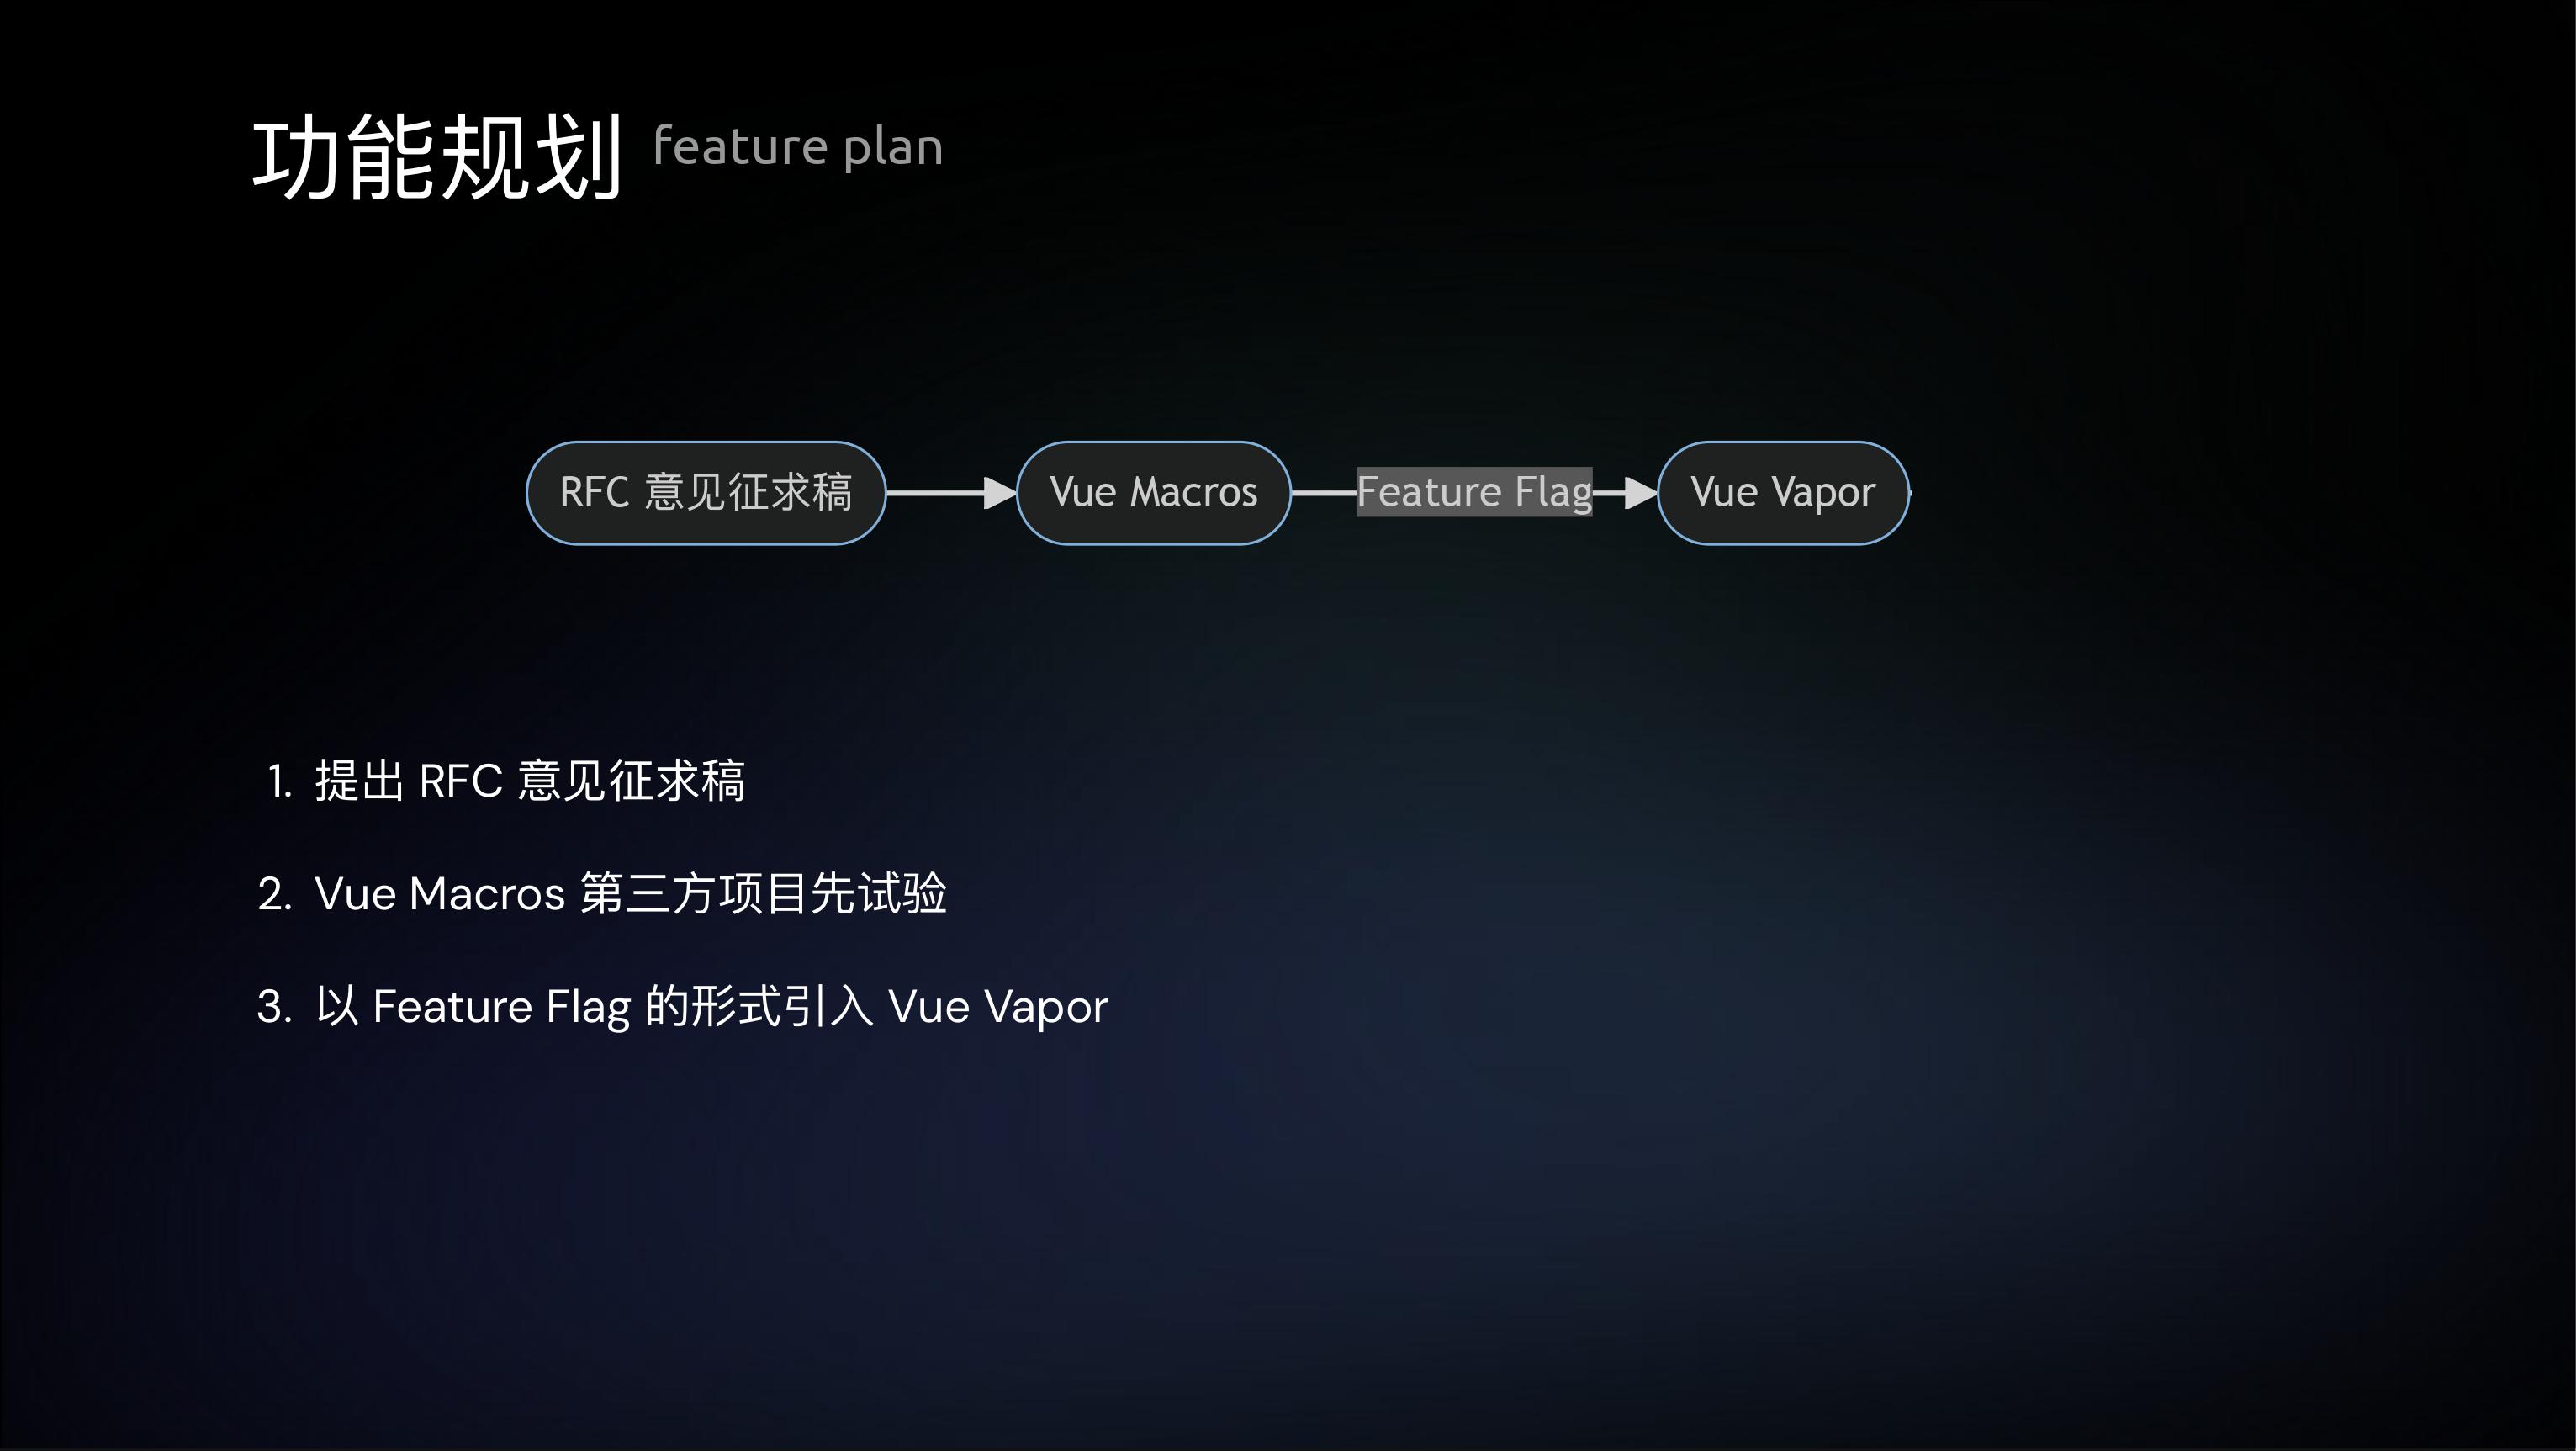 功能规划 feature plan
RFC 意见征求稿 Vue Macros Feature Flag Vue Vapor
1. 提出 RFC 意见征求稿
2. Vue Macros 第三方项目先试验
3. 以 Feature Flag 的形式引入 Vue Vapor